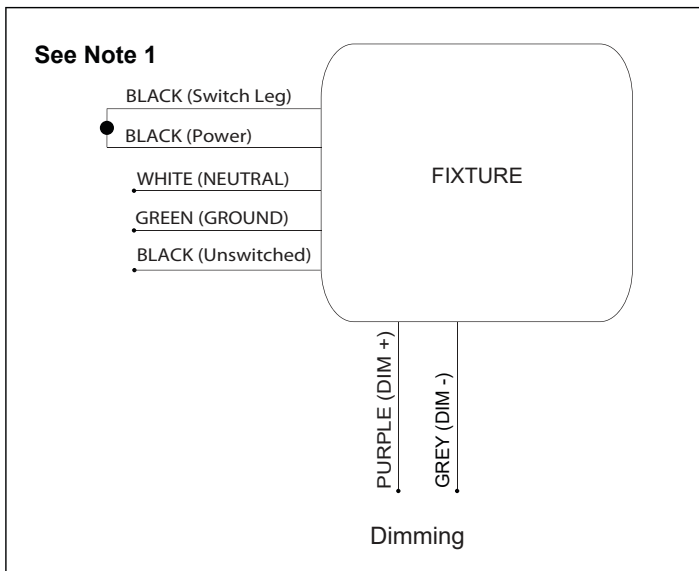 See Note 1
BLACK (Switch Leg)
BLACK (Power)
WHITE (NEUTRAL)
GREEN (GROUND)
BLACK (Unswitched)
FIXTURE
PURPLE (DIM +)
GREY (DIM -)
Dimming